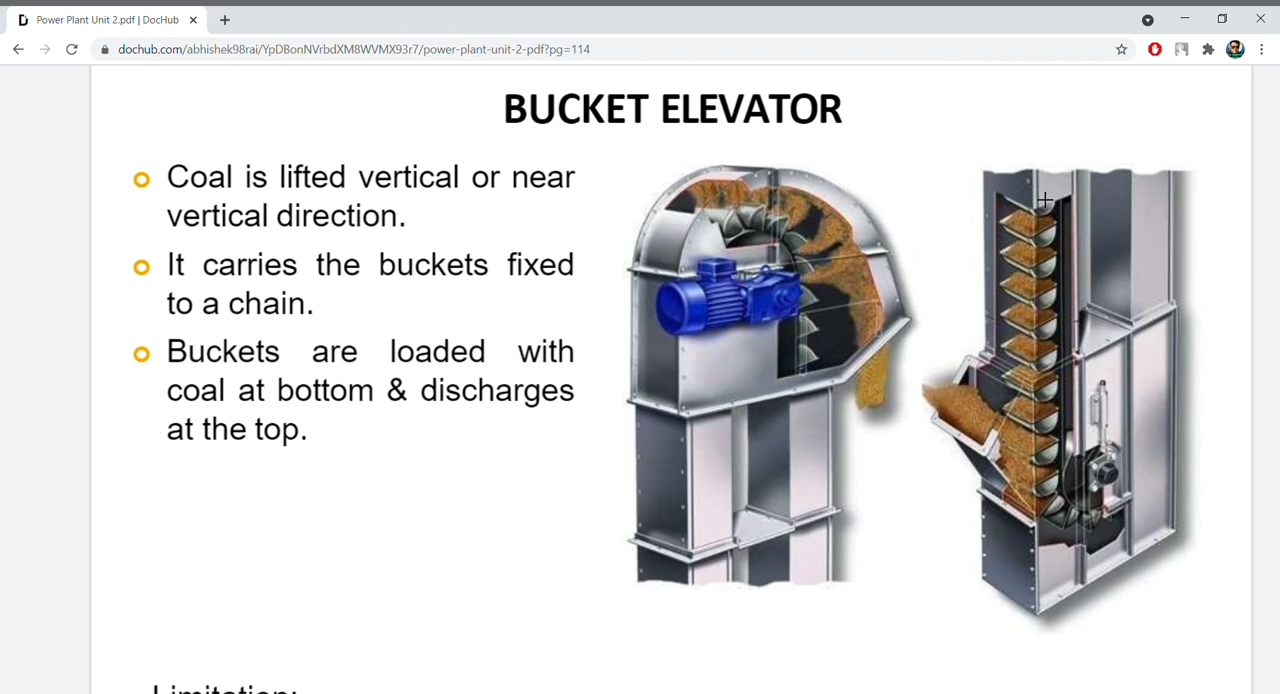 Power Plant Unit 2.pdf | DocHub
dochub.com/abhishek98rai/YpDBonNVrbdXM8WVMX93r7/power-plant-unit-2-pdf?pg=114
BUCKET ELEVATOR
Coal is lifted vertical or near
vertical direction.
It carries the buckets fixed
to a chain.
Buckets are loaded with
coal at bottom & discharges
at the top.
Limitation: